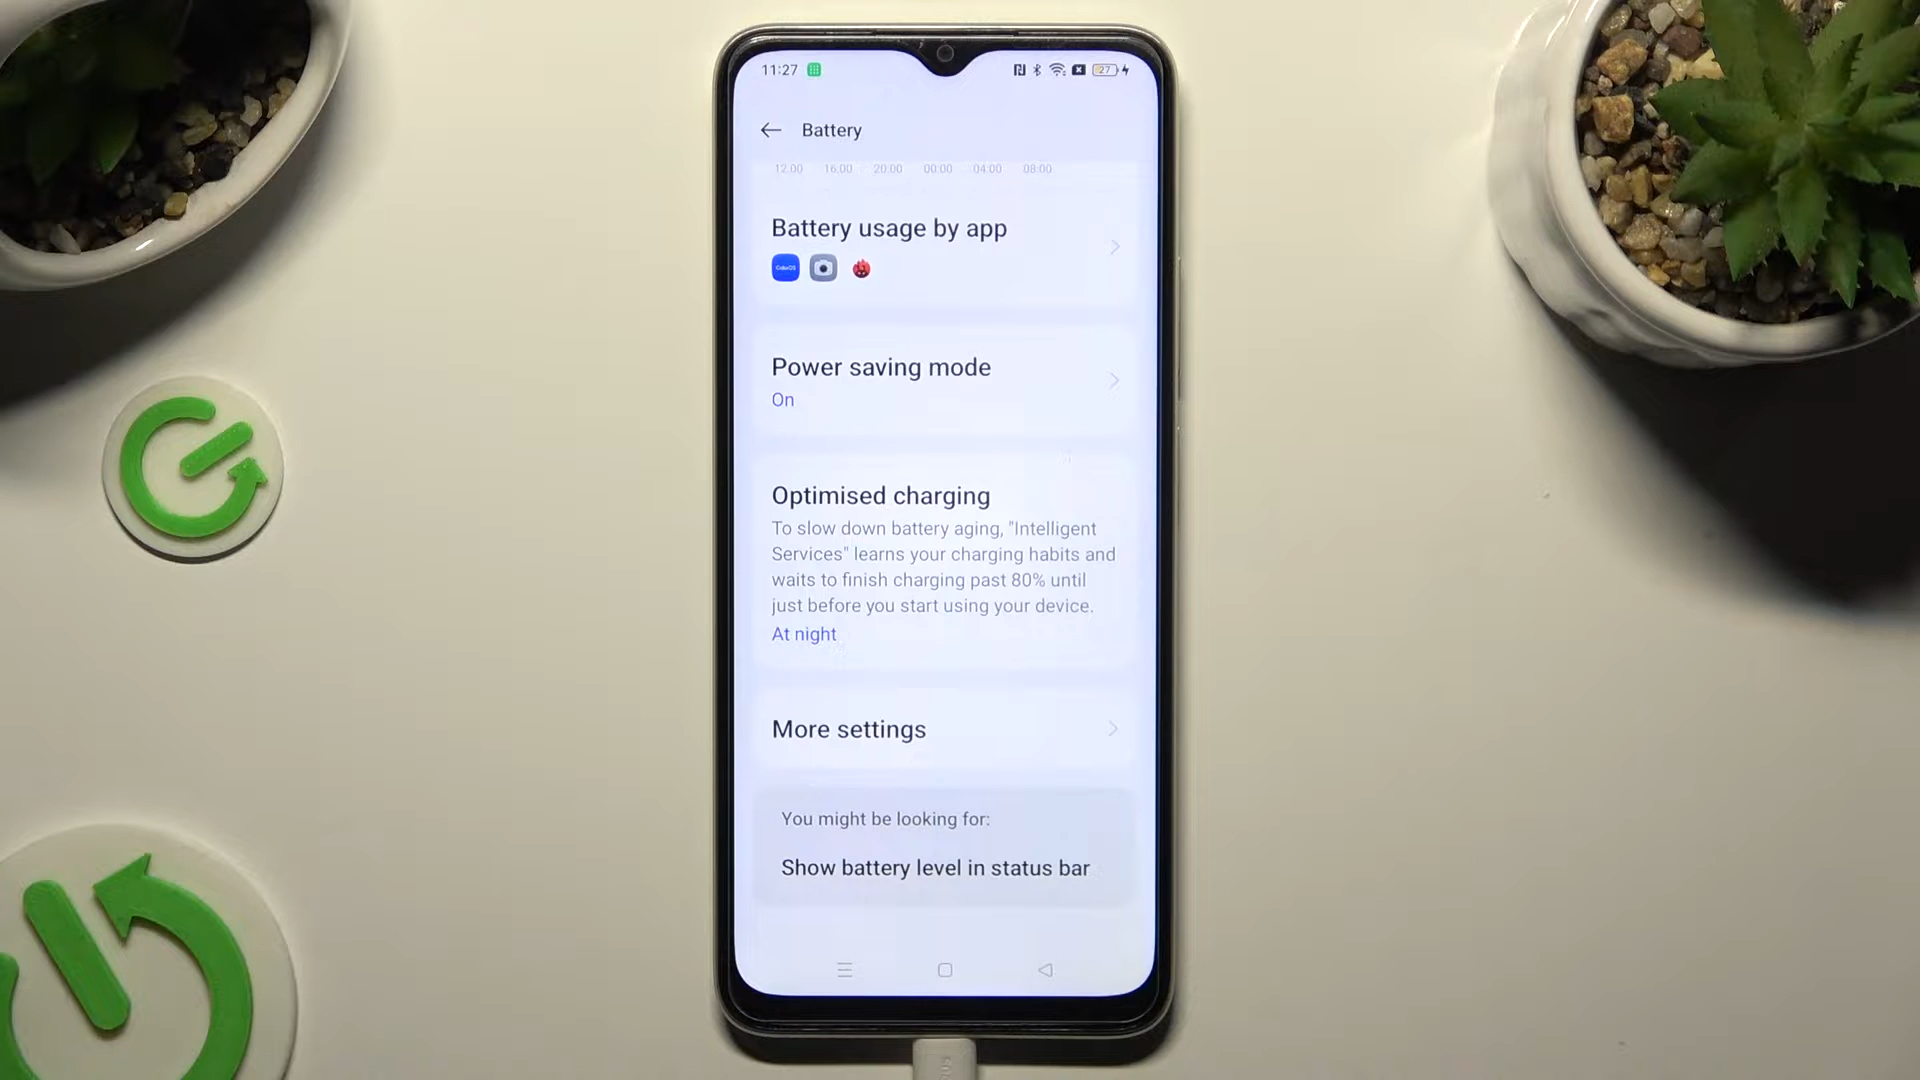 11:27
27
Battery
12:00 16:00 20:00 00:00 04:00 08:00
Battery usage by app
ColorOS
Power saving mode
On
Optimised charging
To slow down battery aging, "Intelligent
Services" learns your charging habits and
waits to finish charging past 80% until
just before you start using your device.
At night
More settings
You might be looking for:
Show battery level in status bar